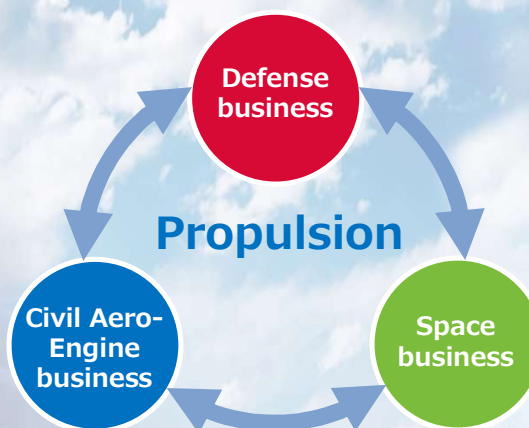 Defense
business
Propulsion
Civil Aero-
Engine
business
Space
business